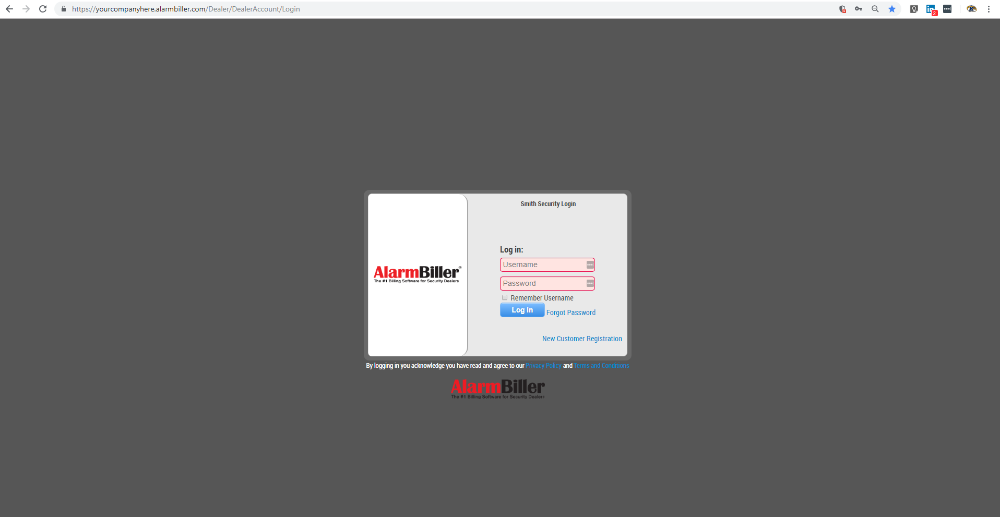 https://yourcompanyhere.alarmbiller.com/Dealer/DealerAccount/Login
2
Smith Security Login
Log in:
Username
Password
Remember Username
Log In Forgot Password
New Customer Registration
AlarmBiller®
The #1 Billing Software for Security Dealers
By logging in you acknowledge you have read and agree to our Privacy Policy and Terms and Conditions
AlarmBiller
The #1 Billing Software for Security Dealers